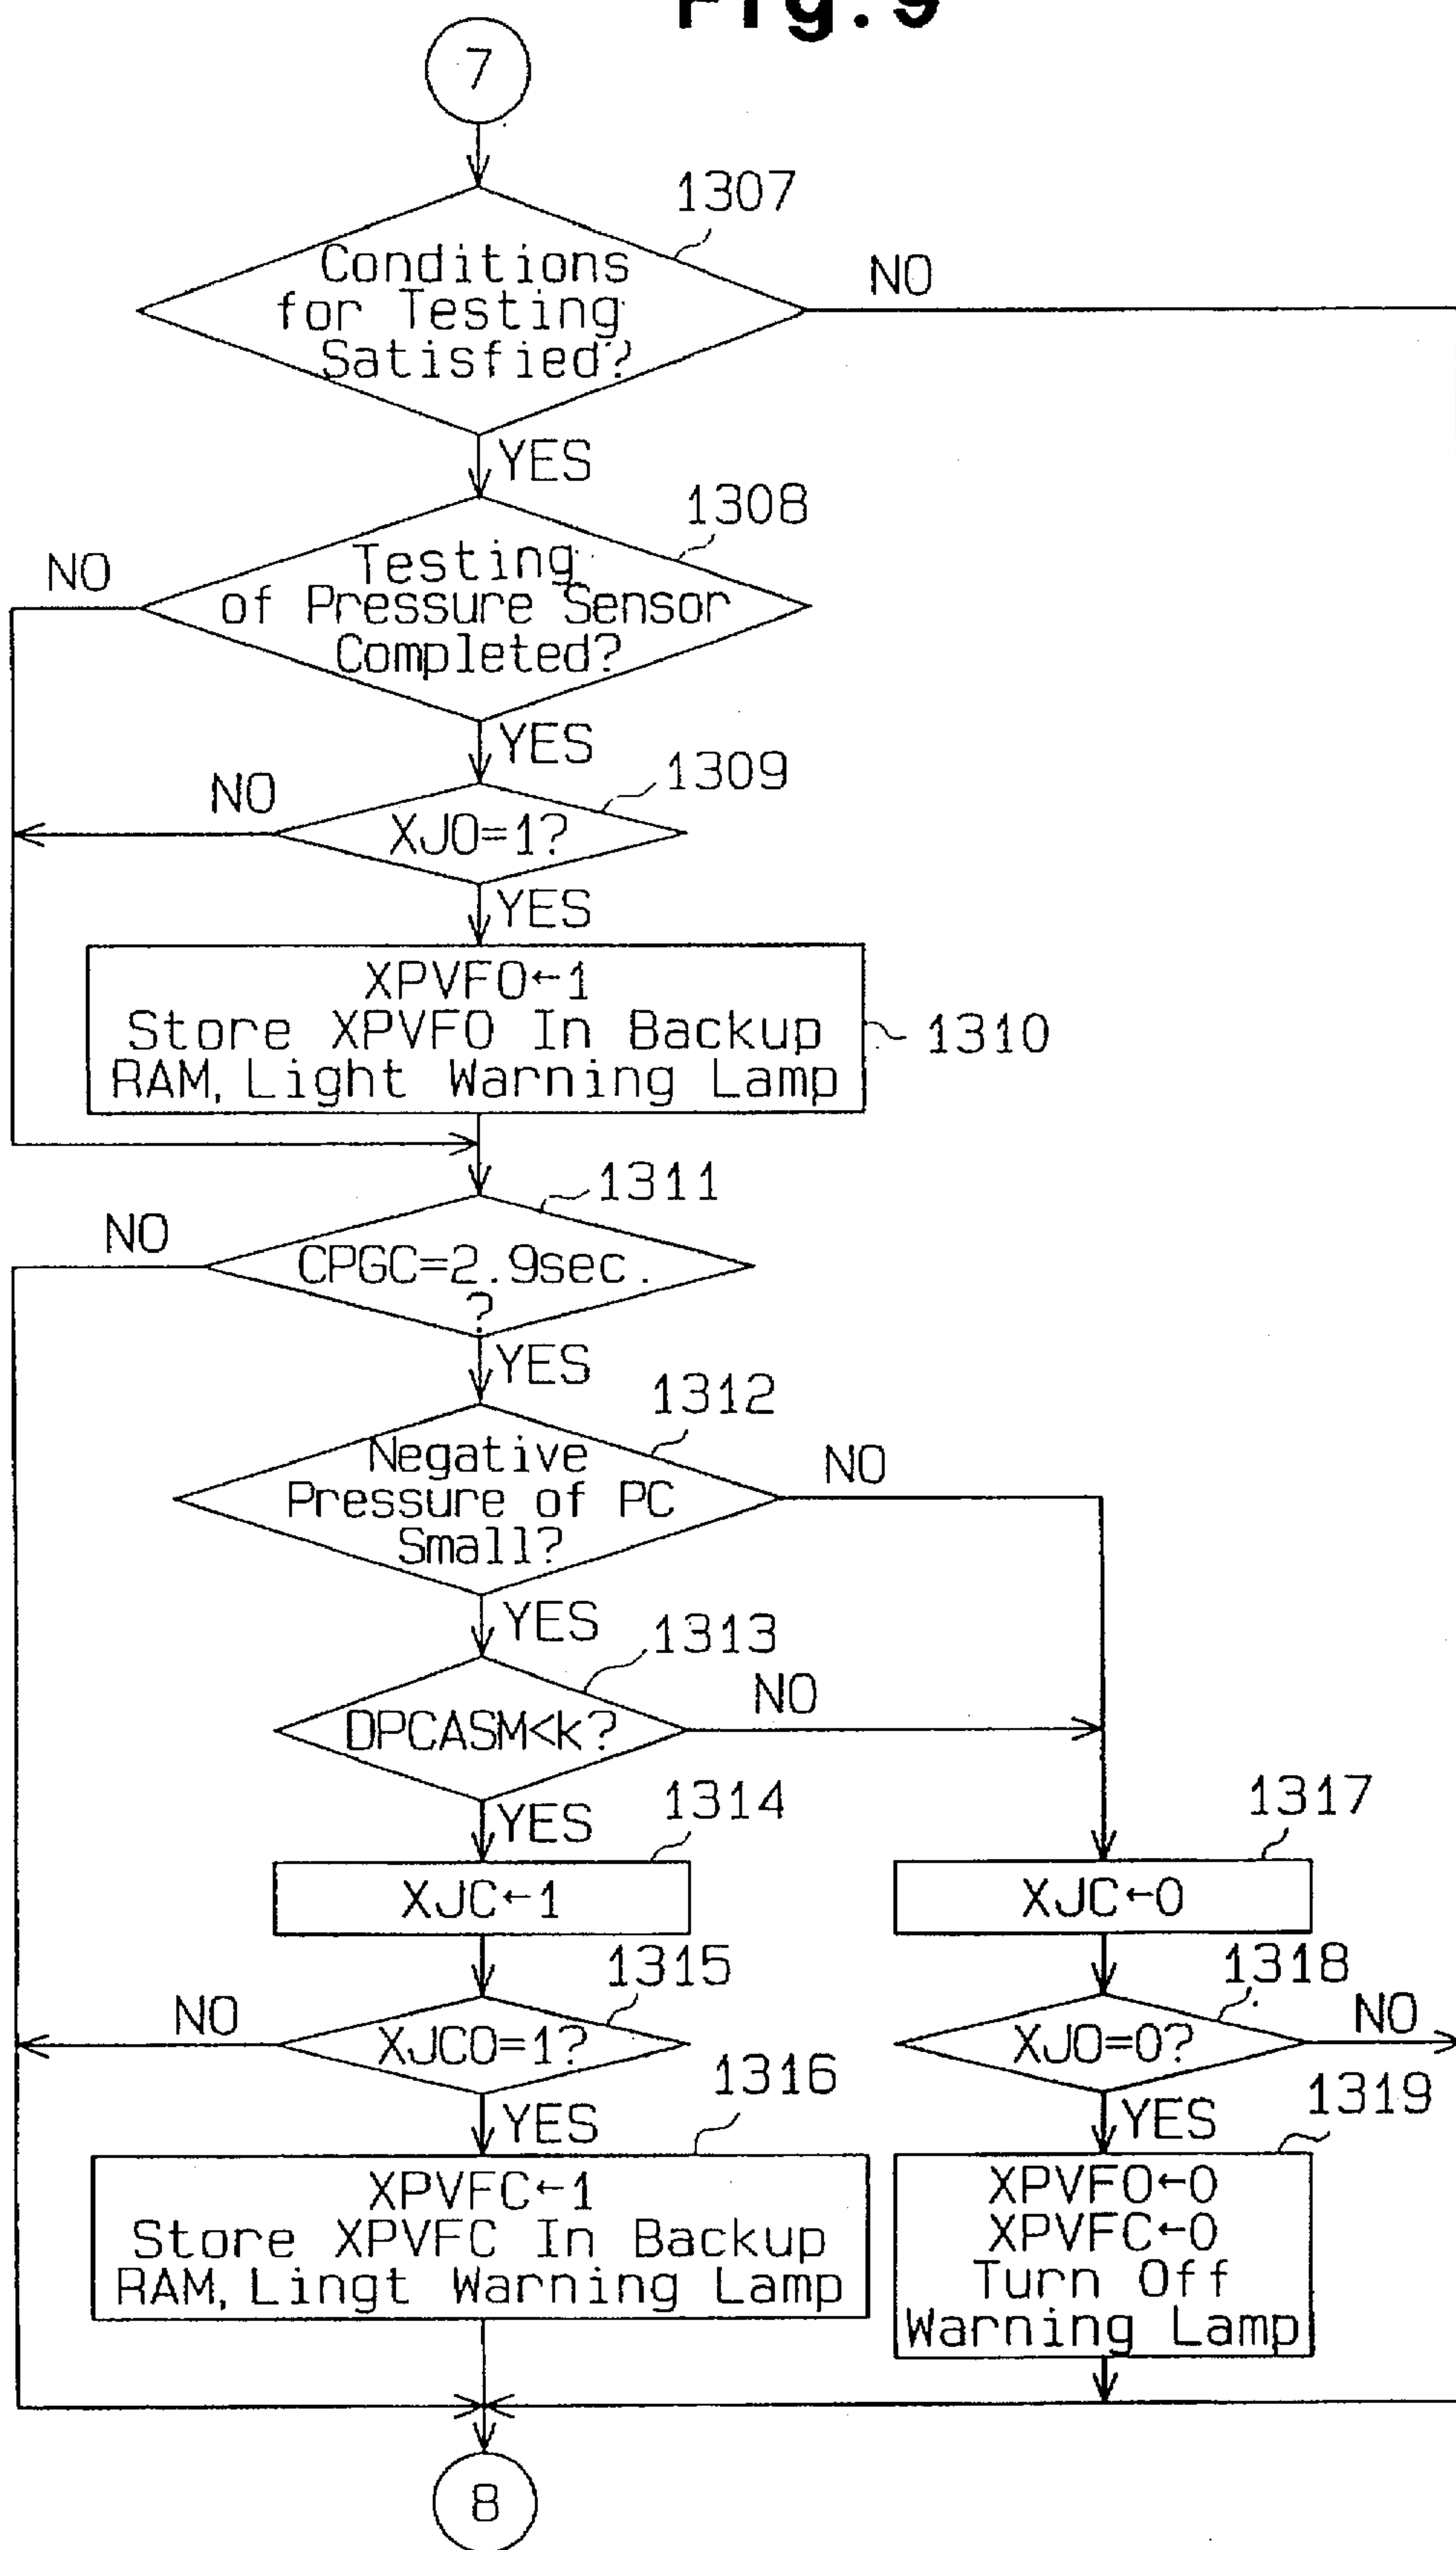 Fig.9
7
1307
Conditions
for Testing
Satisfied?
NO
YES
1308
Testing
of Pressure Sensor
Completed?
NO
YES
1309
XJO=1?
NO
YES
XPVFO←1
Store XPVFO In Backup
RAM, Light Warning Lamp
1310
1311
CPGC=2.9sec.
?
NO
YES
1312
Negative
Pressure of PC
Small?
NO
YES
1313
DPCASM<k?
NO
YES
1314
XJC←1
1317
XJC←0
1315
XJCO=1?
NO
YES
1318
XJO=0?
NO
YES
1316
XPVFC←1
Store XPVFC In Backup
RAM, Lingt Warning Lamp
1319
XPVFO←0
XPVFC←0
Turn Off
Warning Lamp
8